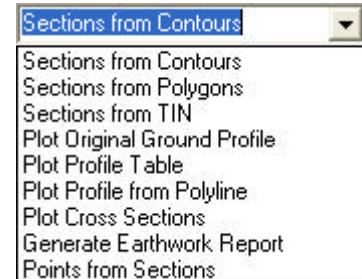 Sections from Contours
Sections from Contours
Sections from Polygons
Sections from TIN
Plot Original Ground Profile
Plot Profile Table
Plot Profile from Polyline
Plot Cross Sections
Generate Earthwork Report
Points from Sections